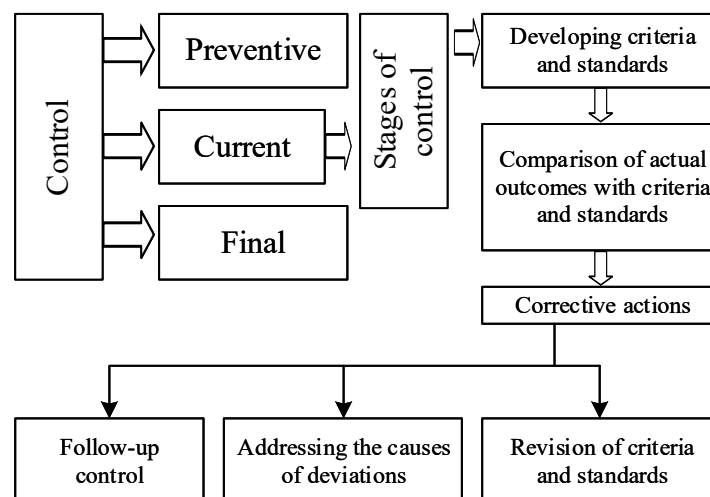 Control
Preventive
Current
Final
Stages of
control
Developing criteria
and standards
Comparison of actual
outcomes with criteria
and standards
Corrective actions
Follow-up
control
Addressing the causes
of deviations
Revision of criteria
and standards